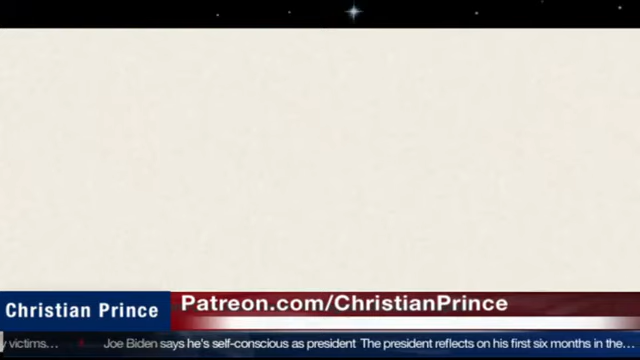 Christian Prince
Patreon.com/ChristianPrince
y victims... Joe Biden says he's self-conscious as president The president reflects on his first six months in the...